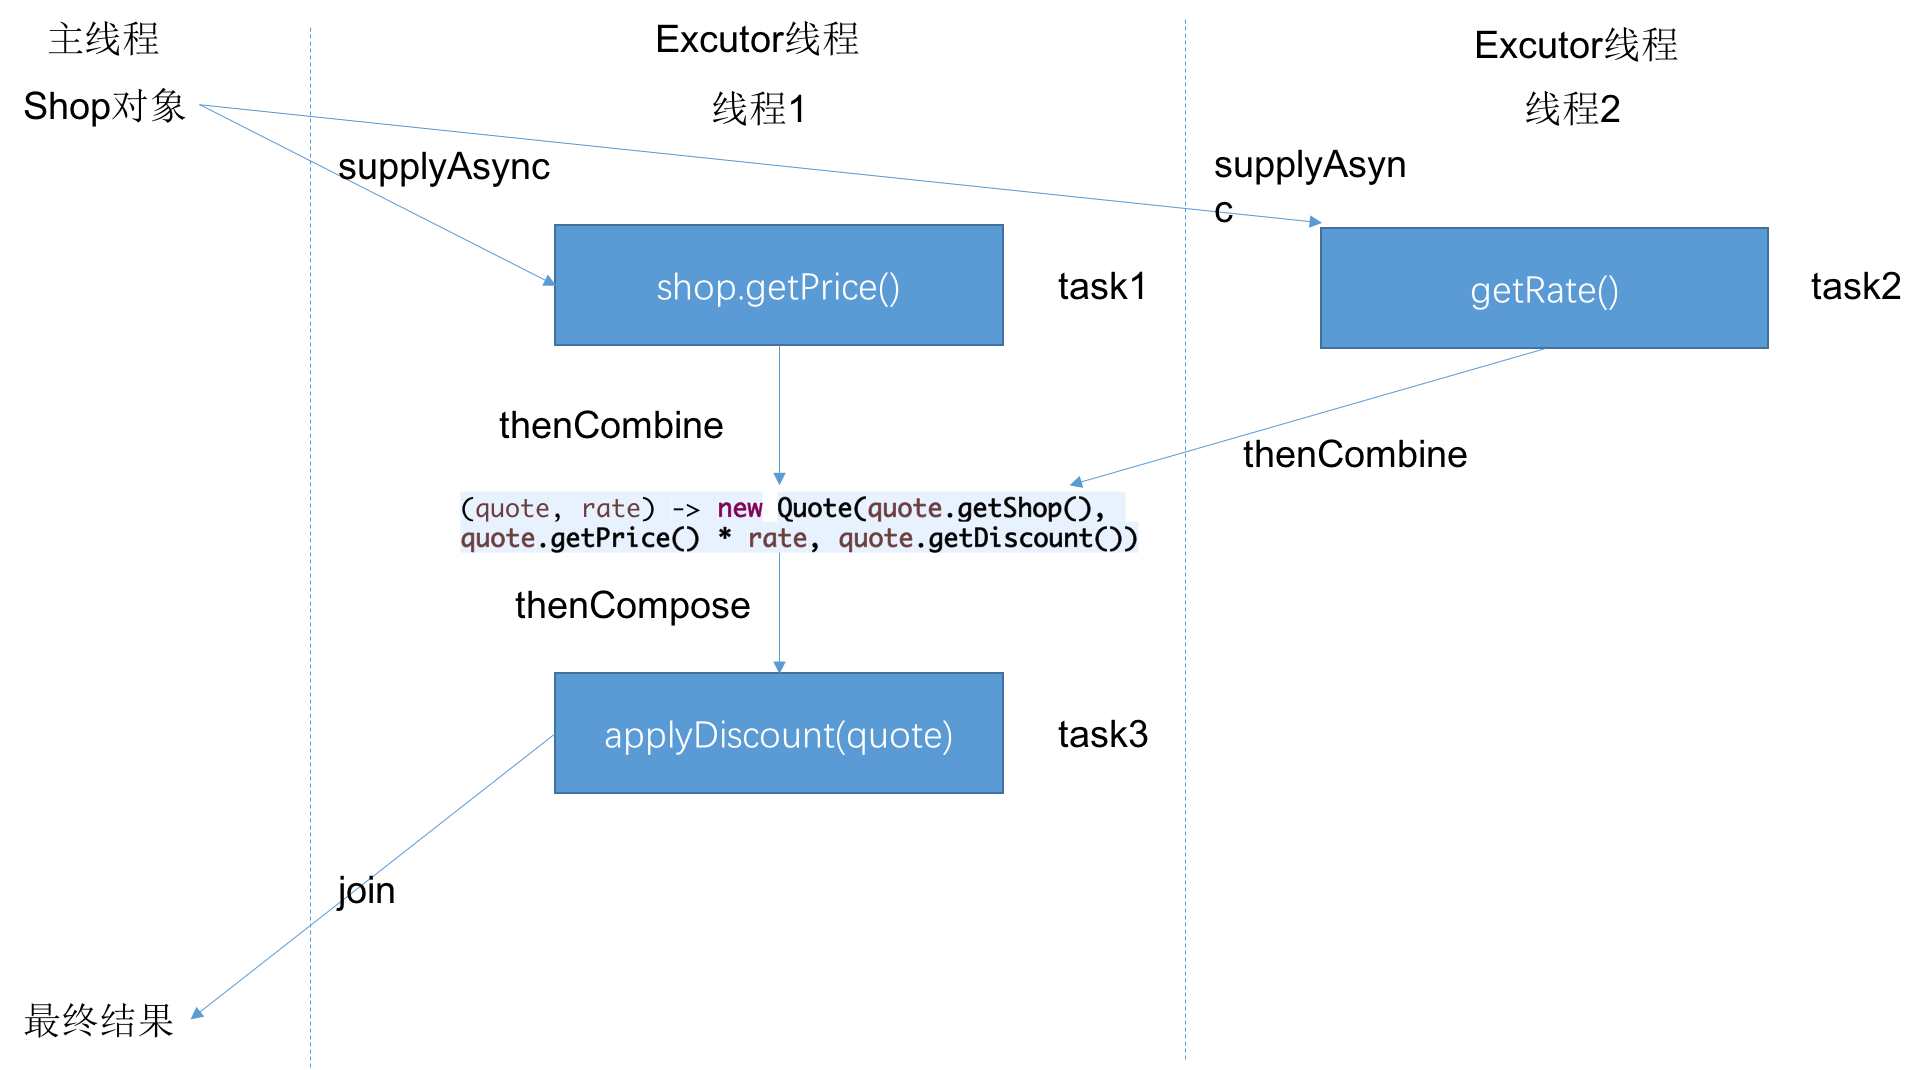 主线程
Excutor线程
Excutor线程
Shop对象
线程1
线程2
supplyAsync
supplyAsyn
c
shop.getPrice()
task1
getRate()
task2
thenCombine
thenCombine
(quote, rate) -> new Quote(quote.getShop(),
quote.getPrice() * rate, quote.getDiscount())
thenCompose
applyDiscount(quote)
task3
join
最终结果